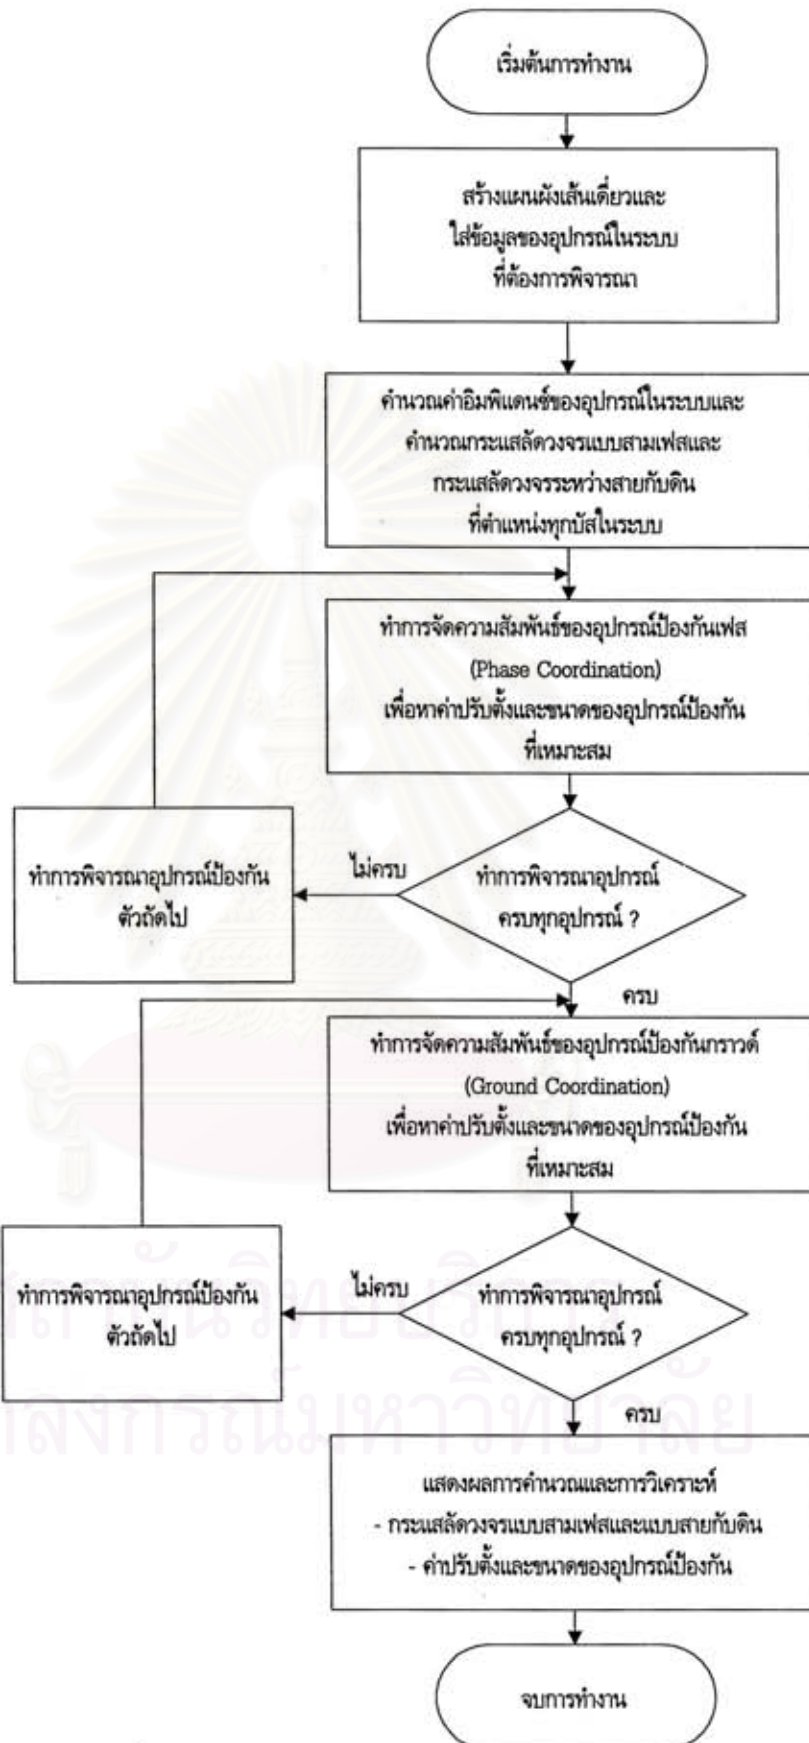 เริ่มต้นการทำงาน
สร้างแผนผังเส้นเดี่ยวและ
ใส่ข้อมูลของอุปกรณ์ในระบบ
ที่ต้องการพิจารณา
คำนวณค่าอิมพิแดนซ์ของอุปกรณ์ในระบบและ
คำนวณกระแสลัดวงจรแบบสามเฟสและ
กระแสลัดวงจรระหว่างสายกับดิน
ที่ตำแหน่งทุกบัสในระบบ
ทำการจัดความสัมพันธ์ของอุปกรณ์ป้องกันเฟส
(Phase Coordination)
เพื่อหาค่าปรับตั้งและขนาดของอุปกรณ์ป้องกัน
ที่เหมาะสม
ทำการพิจารณาอุปกรณ์ป้องกัน
ตัวถัดไป
ไม่ครบ
ทำการพิจารณาอุปกรณ์
ครบทุกอุปกรณ์ ?
ครบ
ทำการจัดความสัมพันธ์ของอุปกรณ์ป้องกันกราวด์
(Ground Coordination)
เพื่อหาค่าปรับตั้งและขนาดของอุปกรณ์ป้องกัน
ที่เหมาะสม
ทำการพิจารณาอุปกรณ์ป้องกัน
ตัวถัดไป
ไม่ครบ
ทำการพิจารณาอุปกรณ์
ครบทุกอุปกรณ์ ?
ครบ
แสดงผลการคำนวณและการวิเคราะห์
- กระแสลัดวงจรแบบสามเฟสและแบบสายกับดิน
- ค่าปรับตั้งและขนาดของอุปกรณ์ป้องกัน
จบการทำงาน
สถาบันวิทยบริการ
ลงกรณ์มหาวิทยาลัย